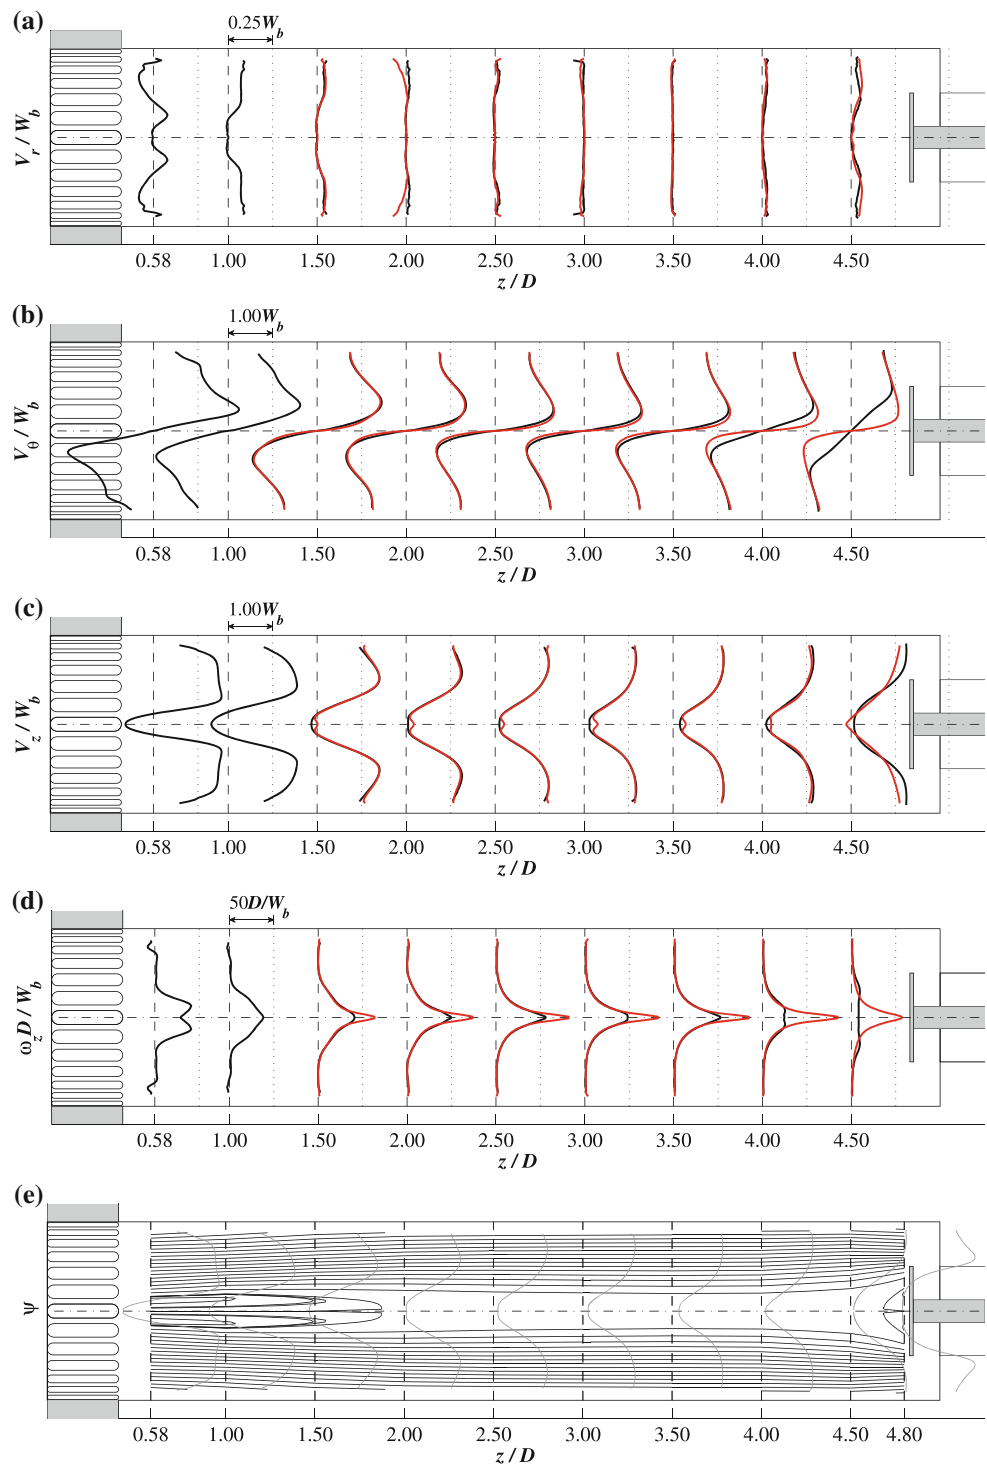 (a)
0.25W_b
V_r / W_b
0.58 1.00 1.50 2.00 2.50 3.00 3.50 4.00 4.50
z / D
(b)
1.00W_b
V_θ / W_b
0.58 1.00 1.50 2.00 2.50 3.00 3.50 4.00 4.50
z / D
(c)
1.00W_b
V_z / W_b
0.58 1.00 1.50 2.00 2.50 3.00 3.50 4.00 4.50
z / D
(d)
50D/W_b
ω_z D / W_b
0.58 1.00 1.50 2.00 2.50 3.00 3.50 4.00 4.50
z / D
(e)
ψ
0.58 1.00 1.50 2.00 2.50 3.00 3.50 4.00 4.50 4.80
z / D